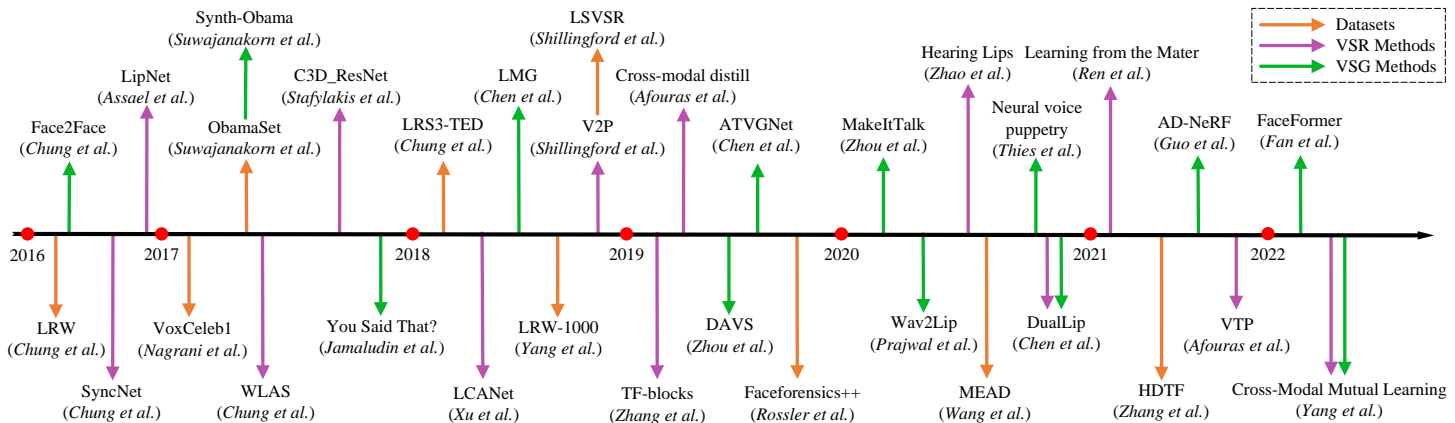 Synth-Obama
(Suwajanakorn et al.)
LSVSR
(Shillingford et al.)
Datasets
VSR Methods
VSG Methods
LipNet
(Assael et al.)
C3D_ResNet
(Stafylakis et al.)
LMG
(Chen et al.)
Cross-modal distill
(Afouras et al.)
Hearing Lips
(Zhao et al.)
Learning from the Mater
(Ren et al.)
Face2Face
(Chung et al.)
ObamaSet
(Suwajanakorn et al.)
LRS3-TED
(Chung et al.)
V2P
(Shillingford et al.)
ATVGNet
(Chen et al.)
MakeItTalk
(Zhou et al.)
Neural voice
puppetry
(Thies et al.)
AD-NeRF
(Guo et al.)
FaceFormer
(Fan et al.)
2016
2017
2018
2019
2020
2021
2022
LRW
(Chung et al.)
VoxCeleb1
(Nagrani et al.)
You Said That?
(Jamaludin et al.)
LRW-1000
(Yang et al.)
DAVS
(Zhou et al.)
Wav2Lip
(Prajwal et al.)
DualLip
(Chen et al.)
VTP
(Afouras et al.)
SyncNet
(Chung et al.)
WLAS
(Chung et al.)
LCANet
(Xu et al.)
TF-blocks
(Zhang et al.)
Faceforensics++
(Rossler et al.)
MEAD
(Wang et al.)
HDTF
(Zhang et al.)
Cross-Modal Mutual Learning
(Yang et al.)